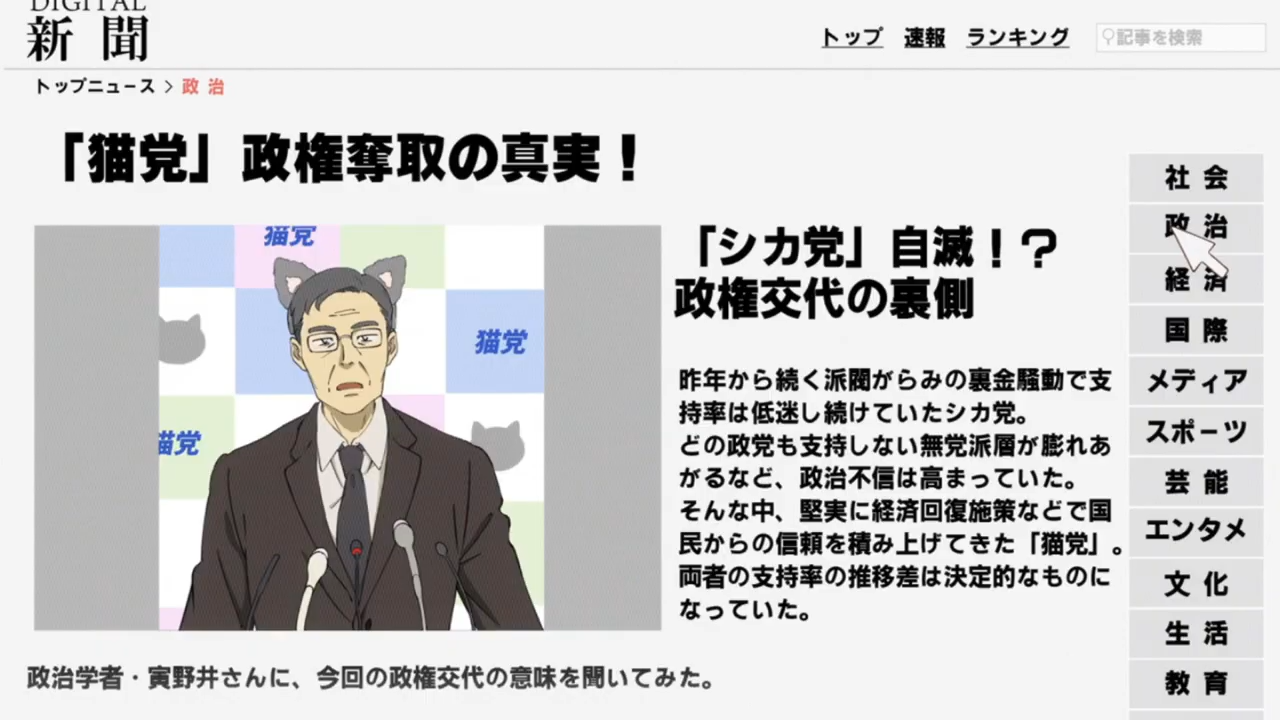 DIGITAL
新聞
トップ 速報 ランキング 記事を検索
トップニュース > 政治
「猫党」政権奪取の真実！
猫党
猫党
猫党
「シカ党」自滅！？
政権交代の裏側
昨年から続く派閥がらみの裏金騒動で支
持率は低迷し続けていたシカ党。
どの政党も支持しない無党派層が膨れあ
がるなど、政治不信は高まっていた。
そんな中、堅実に経済回復施策などで国
民からの信頼を積み上げてきた「猫党」。
両者の支持率の推移差は決定的なものに
なっていた。
政治学者・寅野井さんに、今回の政権交代の意味を聞いてみた。
社会
政治
経済
国際
メディア
スポーツ
芸能
エンタメ
文化
生活
教育